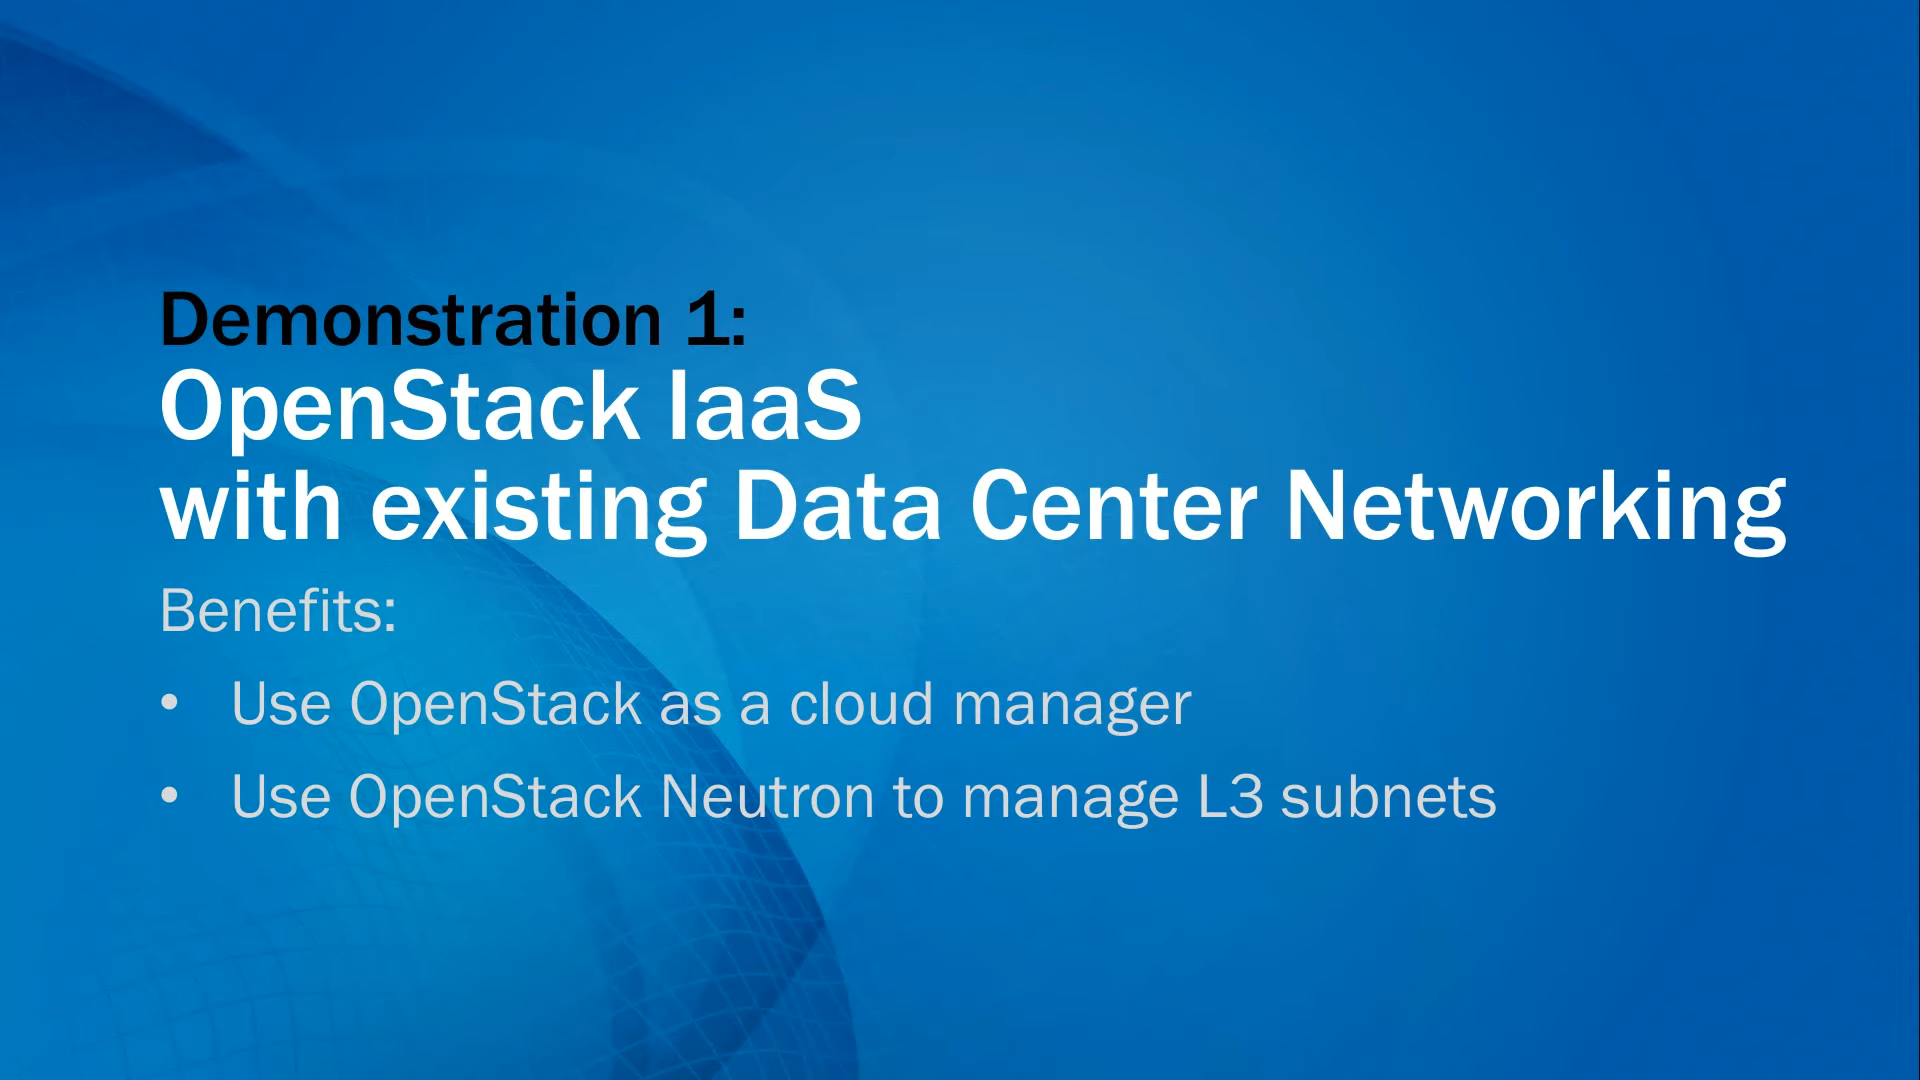 Demonstration 1:
OpenStack IaaS
with existing Data Center Networking
Benefits:
• Use OpenStack as a cloud manager
• Use OpenStack Neutron to manage L3 subnets